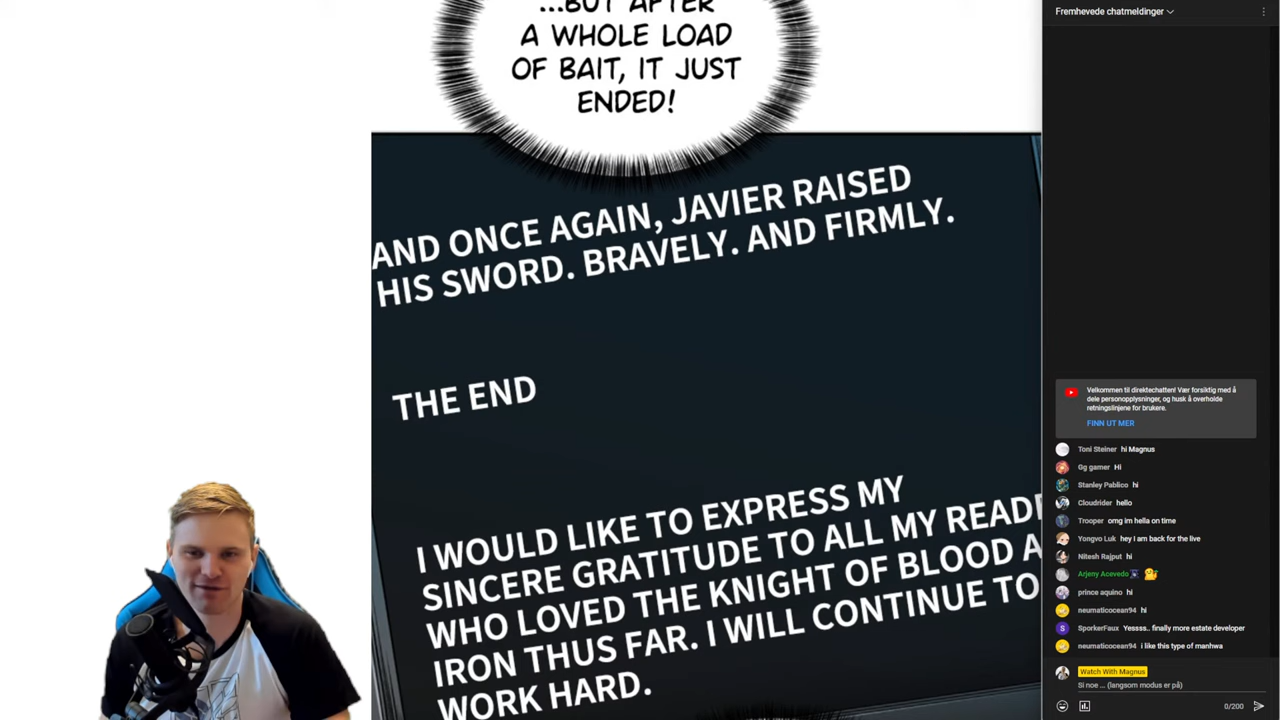 ...BUT AFTER
A WHOLE LOAD
OF BAIT, IT JUST
ENDED!
AND ONCE AGAIN, JAVIER RAISED
HIS SWORD. BRAVELY. AND FIRMLY.
THE END
I WOULD LIKE TO EXPRESS MY
SINCERE GRATITUDE TO ALL MY
WHO LOVED THE KNIGHT OF BLOOD
IRON THUS FAR. I WILL CONTINUE TO
WORK HARD.
Fremhevede chatmeldinger
Velkommen til direktechatten! Vær forsiktig med å
dele personopplysninger, og husk å overholde
retningslinjene for brukere.
FINN UT MER
Toni Steiner hi Magnus
Gg gamer Hi
Stanley Pablico hi
Cloudrider hello
Trooper omg im hella on time
Yongvo Luk hey I am back for the live
Nitesh Rajput hi
Arjeny Acevedo
prince aquino hi
neumaticocean94 hi
S SporkerFaux Yessss.. finally more estate developer
neumaticocean94 i like this type of manhwa
Watch With Magnus
Si noe ... (langsom modus er på)
0/200